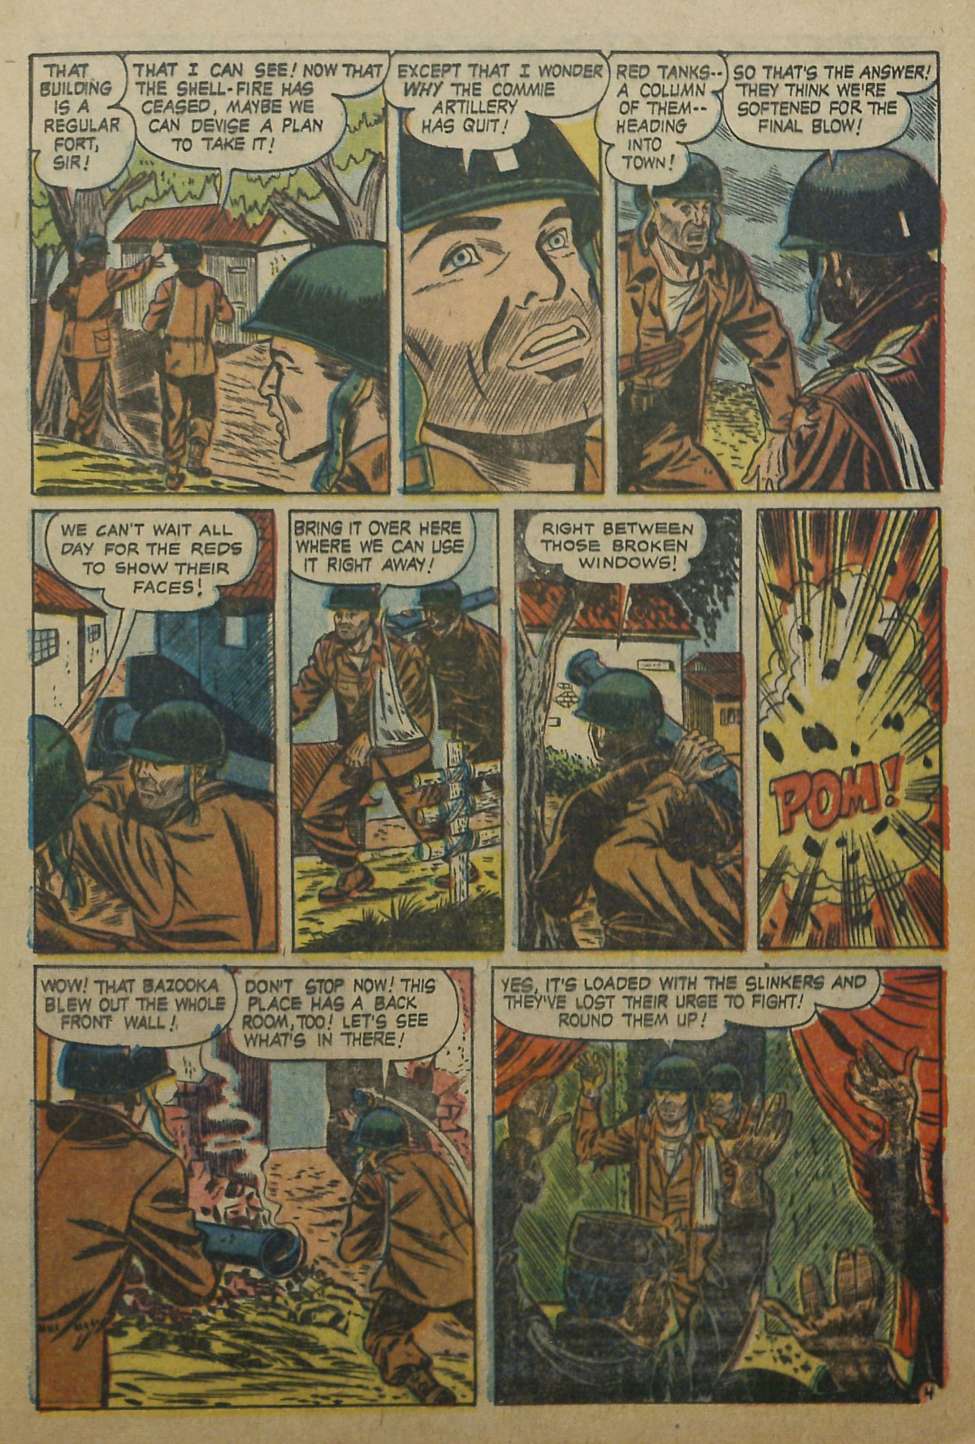 THAT
BUILDING
IS A
REGULAR
FORT,
SIR!
THAT I CAN SEE! NOW THAT
THE SHELL-FIRE HAS
CEASED, MAYBE WE
CAN DEVISE A PLAN
TO TAKE IT!
EXCEPT THAT I WONDER
WHY THE COMMIE
ARTILLERY
HAS QUIT!
RED TANKS--
A COLUMN
OF THEM--
HEADING
INTO
TOWN!
SO THAT'S THE ANSWER!
THEY THINK WE'RE
SOFTENED FOR THE
FINAL BLOW!
WE CAN'T WAIT ALL
DAY FOR THE REDS
TO SHOW THEIR
FACES!
BRING IT OVER HERE
WHERE WE CAN USE
IT RIGHT AWAY!
RIGHT BETWEEN
THOSE BROKEN
WINDOWS!
POM!
WOW! THAT BAZOOKA
BLEW OUT THE WHOLE
FRONT WALL!
DON'T STOP NOW! THIS
PLACE HAS A BACK
ROOM, TOO! LET'S SEE
WHAT'S IN THERE!
YES, IT'S LOADED WITH THE SLINKERS AND
THEY'VE LOST THEIR URGE TO FIGHT!
ROUND THEM UP!
4